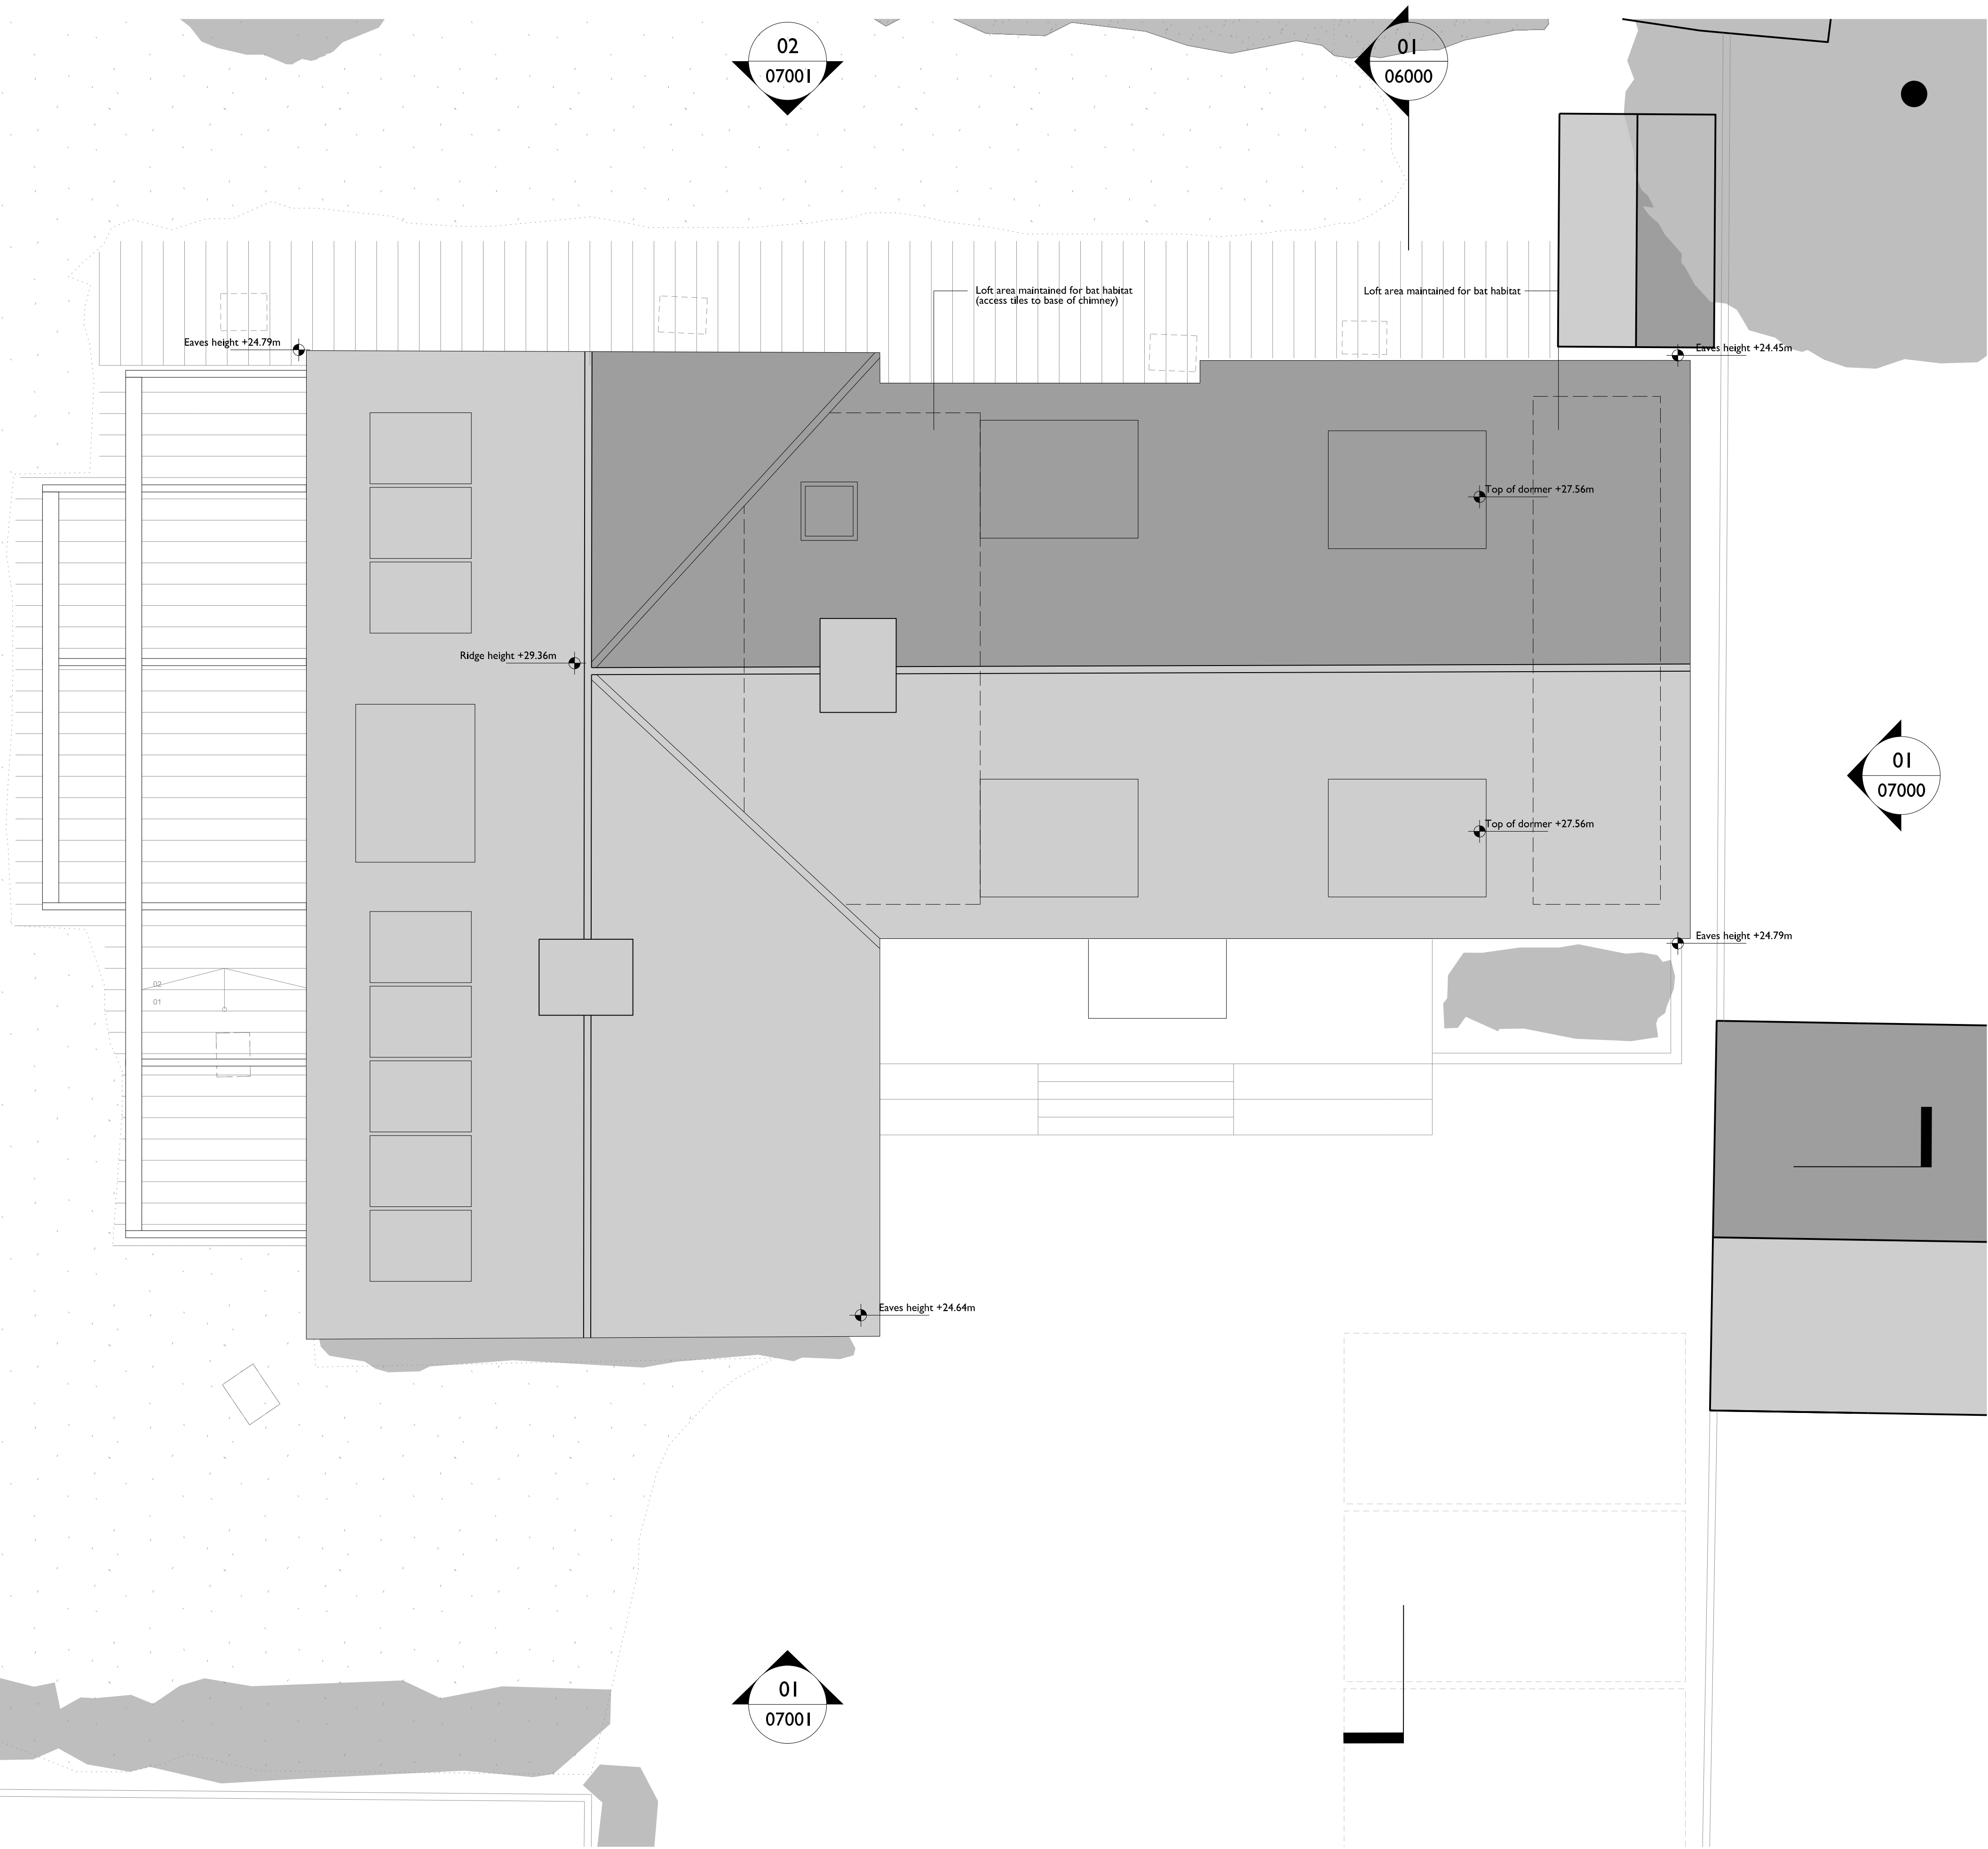 02
07001
01
06000
Loft area maintained for bat habitat
(access tiles to base of chimney)
Loft area maintained for bat habitat
Eaves height +24.79m
Eaves height +24.45m
Top of dormer +27.56m
Ridge height +29.36m
01
07000
Top of dormer +27.56m
Eaves height +24.79m
02
01
Eaves height +24.64m
01
07001